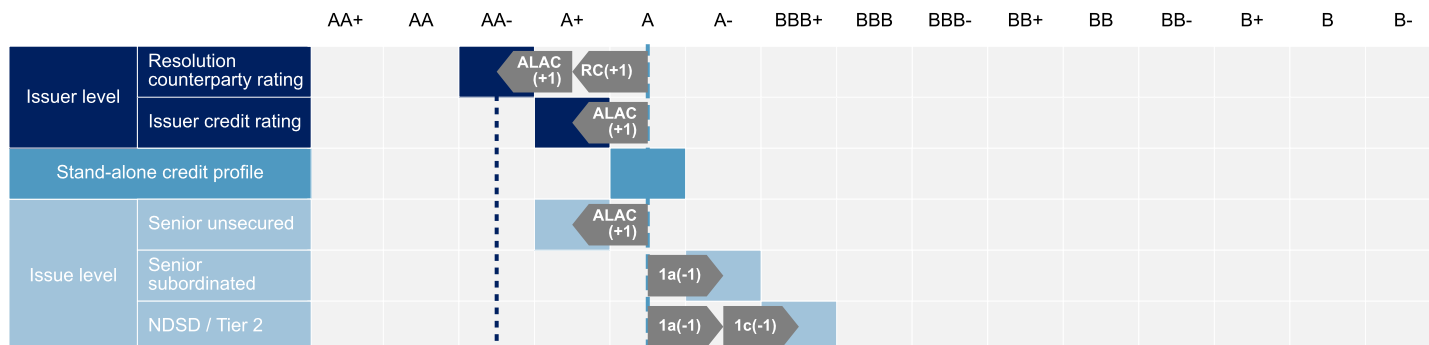 AA+ AA AA- A+ A A- BBB+ BBB BBB- BB+ BB BB- B+ B B-
Issuer level
Resolution
counterparty rating
ALAC
(+1)
RC(+1)
Issuer credit rating
ALAC
(+1)
Stand-alone credit profile
Issue level
Senior unsecured
ALAC
(+1)
Senior
subordinated
1a(-1)
NDSD / Tier 2
1a(-1) 1c(-1)